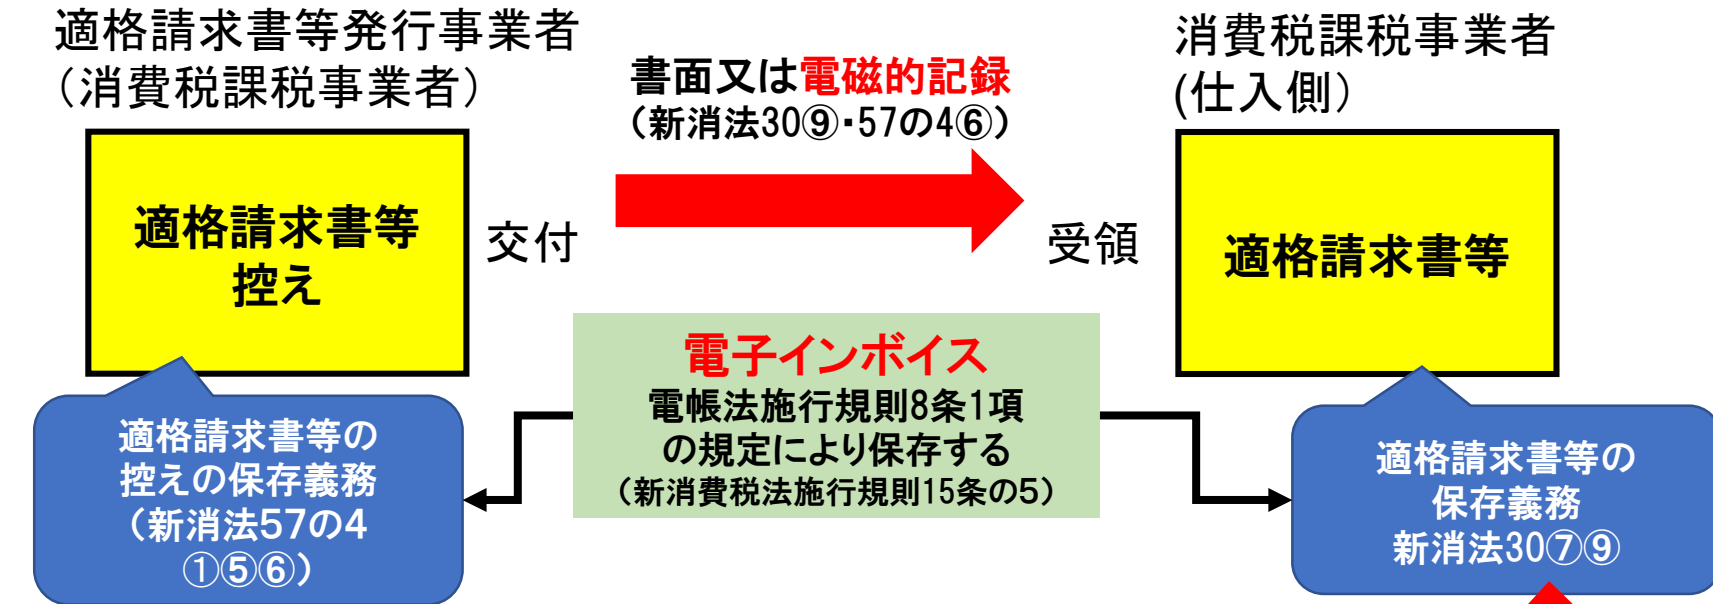 適格請求書等発行事業者
（消費税課税事業者）
書面又は電磁的記録
（新消法30⑨・57の4⑥）
消費税課税事業者
(仕入側）
適格請求書等
控え
交付
受領
適格請求書等
電子インボイス
電帳法施行規則8条1項
の規定により保存する
（新消費税法施行規則15条の5）
適格請求書等の
控えの保存義務
（新消法57の4
①⑤⑥）
適格請求書等の
保存義務
新消法30⑦⑨